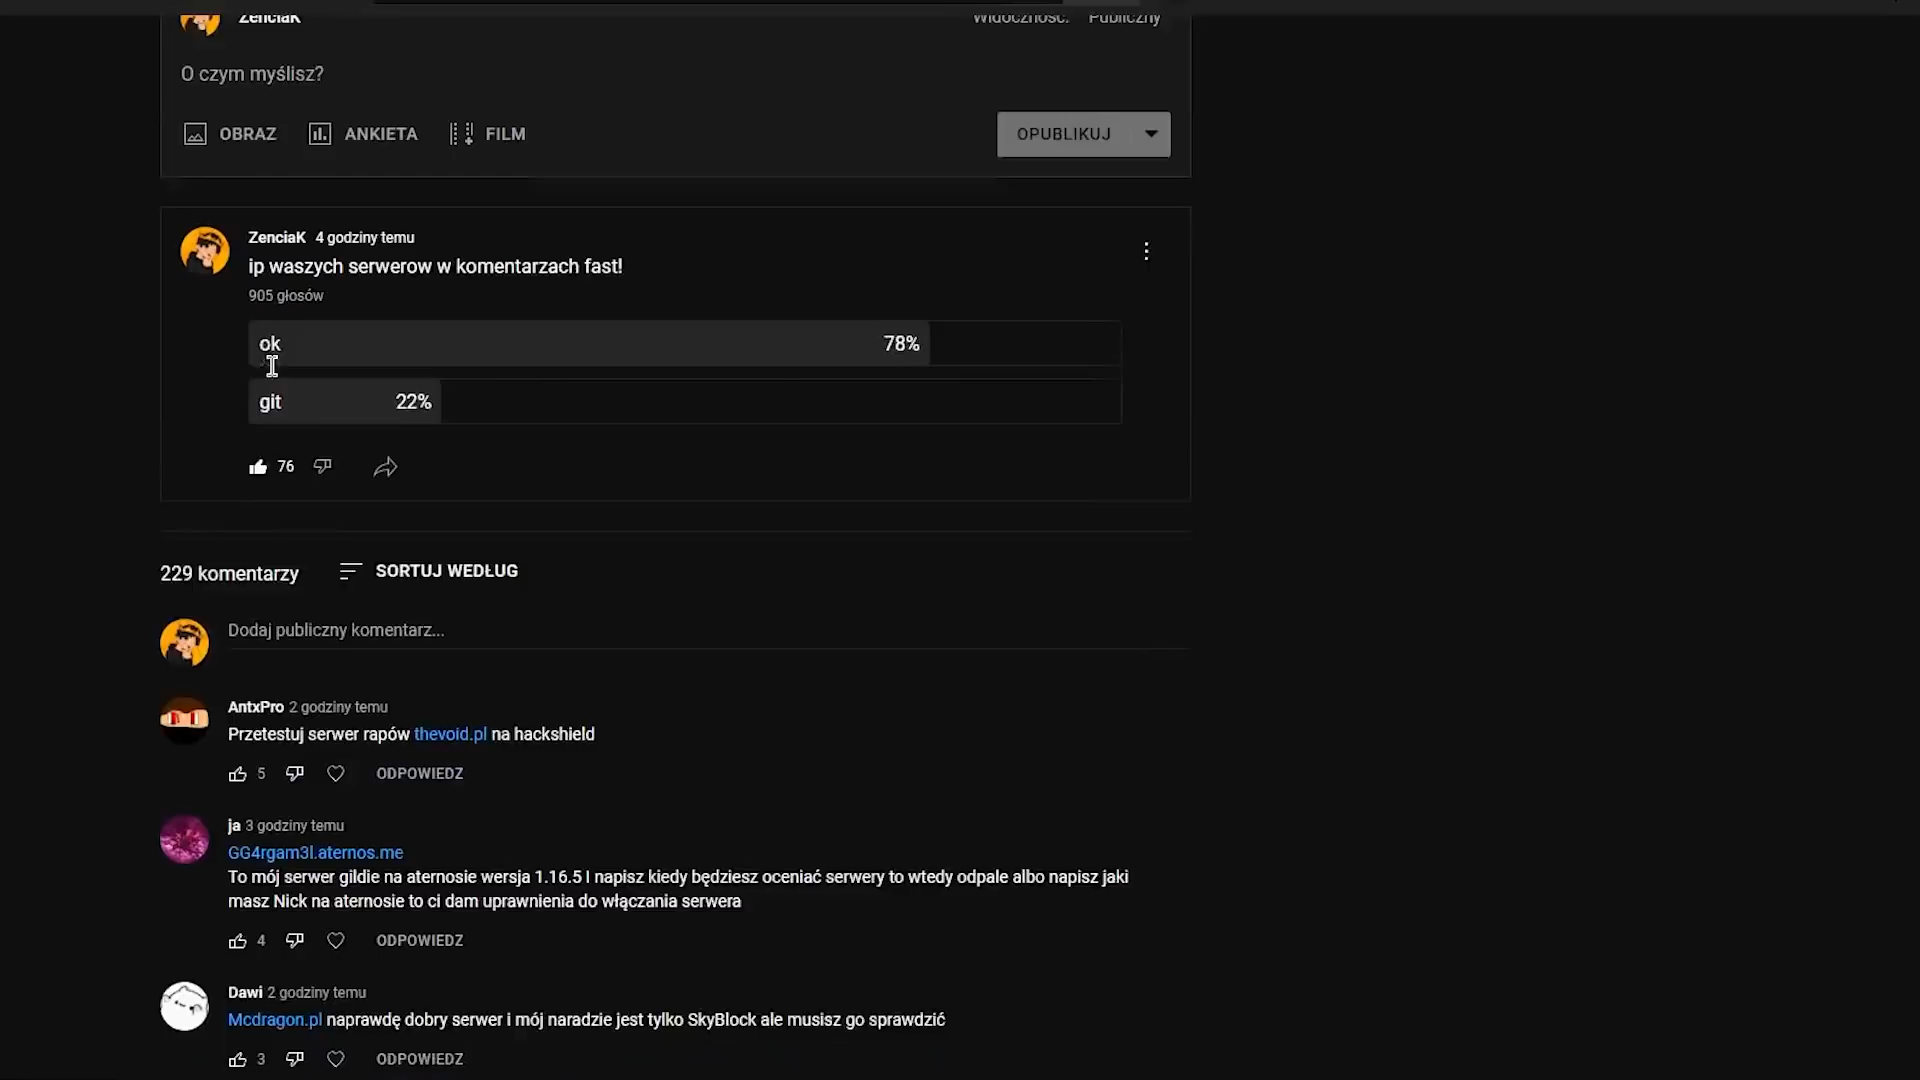 ZenciaK
Widoczność: Publiczny
O czym myślisz?
OBRAZ ANKIETA FILM
OPUBLIKUJ
ZenciaK 4 godziny temu
ip waszych serwerow w komentarzach fast!
905 głosów
ok 78%
git 22%
76
229 komentarzy SORTUJ WEDŁUG
Dodaj publiczny komentarz...
AntxPro 2 godziny temu
Przetestuj serwer rapów thevoid.pl na hackshield
5 ODPOWIEDZ
ja 3 godziny temu
GG4rgam3l.aternos.me
To mój serwer gildie na aternosie wersja 1.16.5 I napisz kiedy będziesz oceniać serwery to wtedy odpale albo napisz jaki
masz Nick na aternosie to ci dam uprawnienia do włączania serwera
4 ODPOWIEDZ
Dawi 2 godziny temu
Mcdragon.pl naprawdę dobry serwer i mój naradzie jest tylko SkyBlock ale musisz go sprawdzić
3 ODPOWIEDZ